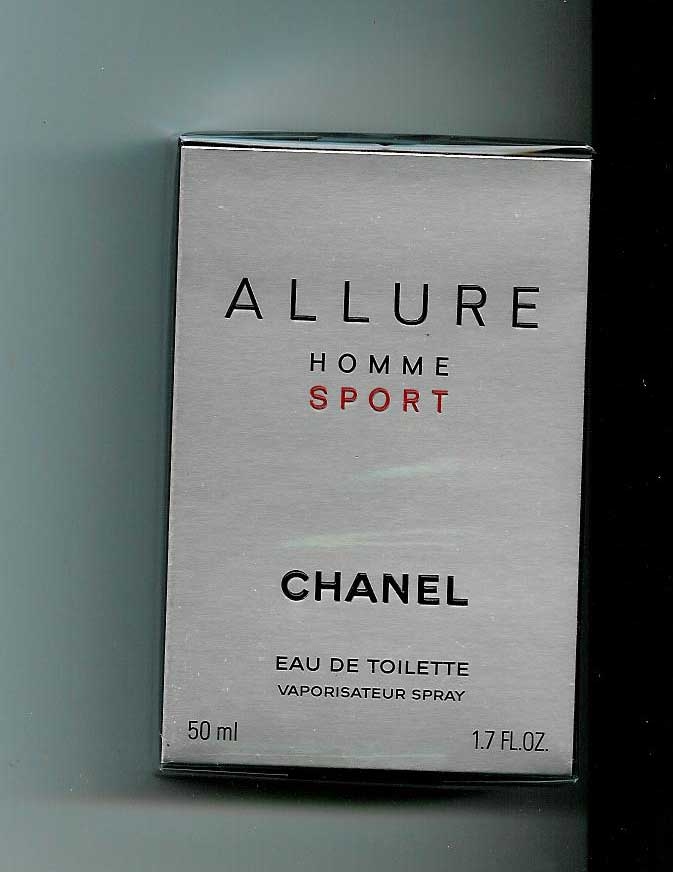 ALLURE
HOMME
SPORT
CHANEL
EAU DE TOILETTE
VAPORISATEUR SPRAY
50 ml 1.7 FL.OZ.